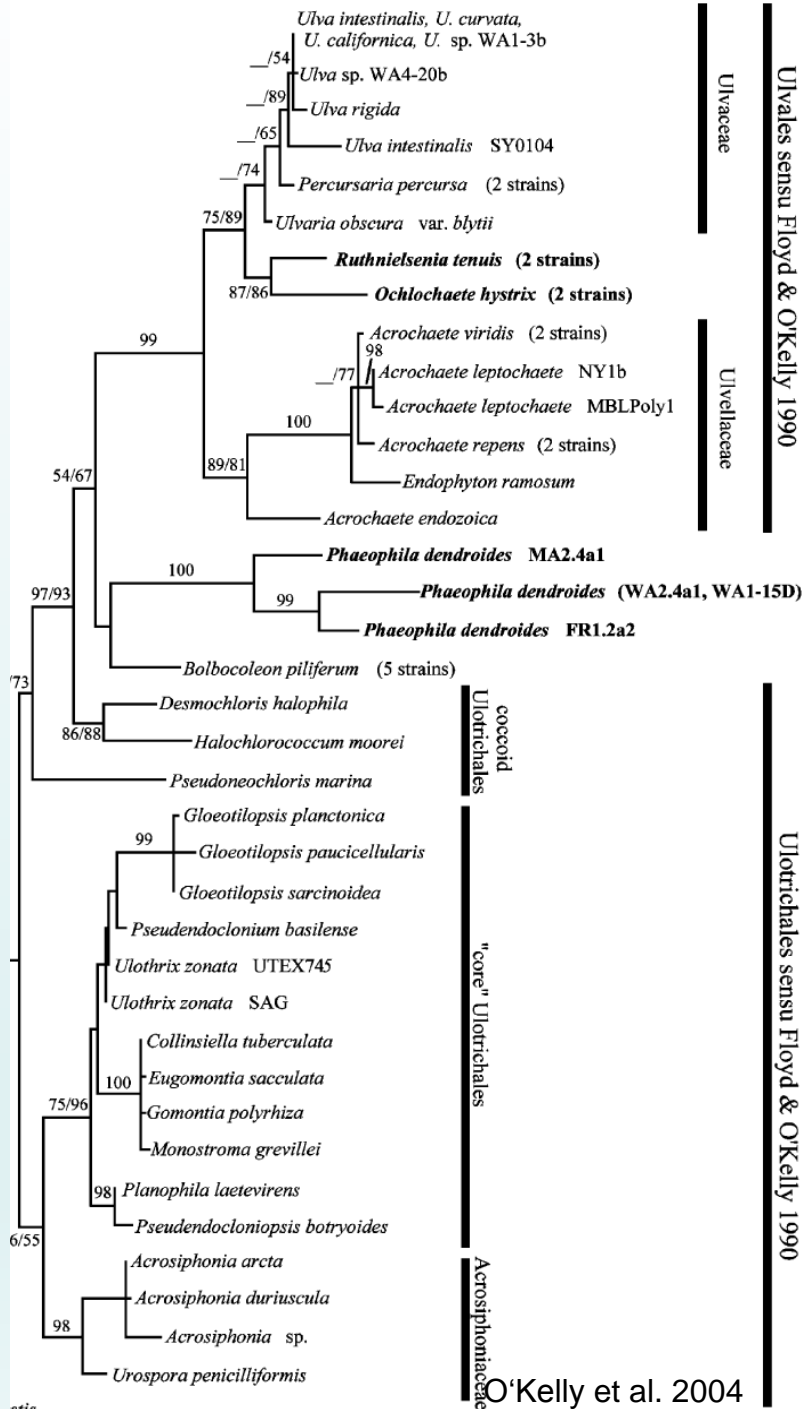 Ulva intestinalis, U. curvata,
U. californica, U. sp. WA1-3b
__/54
Ulva sp. WA4-20b
__/89
Ulva rigida
__/65
Ulva intestinalis SY0104
__/74
Percursaria percursa (2 strains)
75/89
Ulvaria obscura var. blytii
Ruthnielsenia tenuis (2 strains)
87/86
Ochlochaete hystrix (2 strains)
Ulvaceae
Ulvales sensu Floyd & O'Kelly 1990
99
Acrochaete viridis (2 strains)
98
__/77
Acrochaete leptochaete NY1b
Acrochaete leptochaete MBLPoly1
100
Acrochaete repens (2 strains)
89/81
Endophyton ramosum
Acrochaete endozoica
Ulvellaceae
54/67
Phaeophila dendroides MA2.4a1
100
Phaeophila dendroides (WA2.4a1, WA1-15D)
99
Phaeophila dendroides FR1.2a2
97/93
Bolbocoleon piliferum (5 strains)
/73
Desmochloris halophila
86/88
Halochlorococcum moorei
Pseudoneochloris marina
coccoid
Ulotrichales
Gloeotilopsis planctonica
99
Gloeotilopsis paucicellularis
Gloeotilopsis sarcinoidea
Pseudendoclonium basilense
Ulothrix zonata UTEX745
Ulothrix zonata SAG
Collinsiella tuberculata
100
Eugomontia sacculata
75/96
Gomontia polyrhiza
Monostroma grevillei
98
Planophila laetevirens
Pseudendocloniopsis botryoides
"core" Ulotrichales
Ulotrichales sensu Floyd & O'Kelly 1990
6/55
Acrosiphonia arcta
Acrosiphonia duriuscula
98
Acrosiphonia sp.
Urospora penicilliformis
Acrosiphoniaceae
O'Kelly et al. 2004